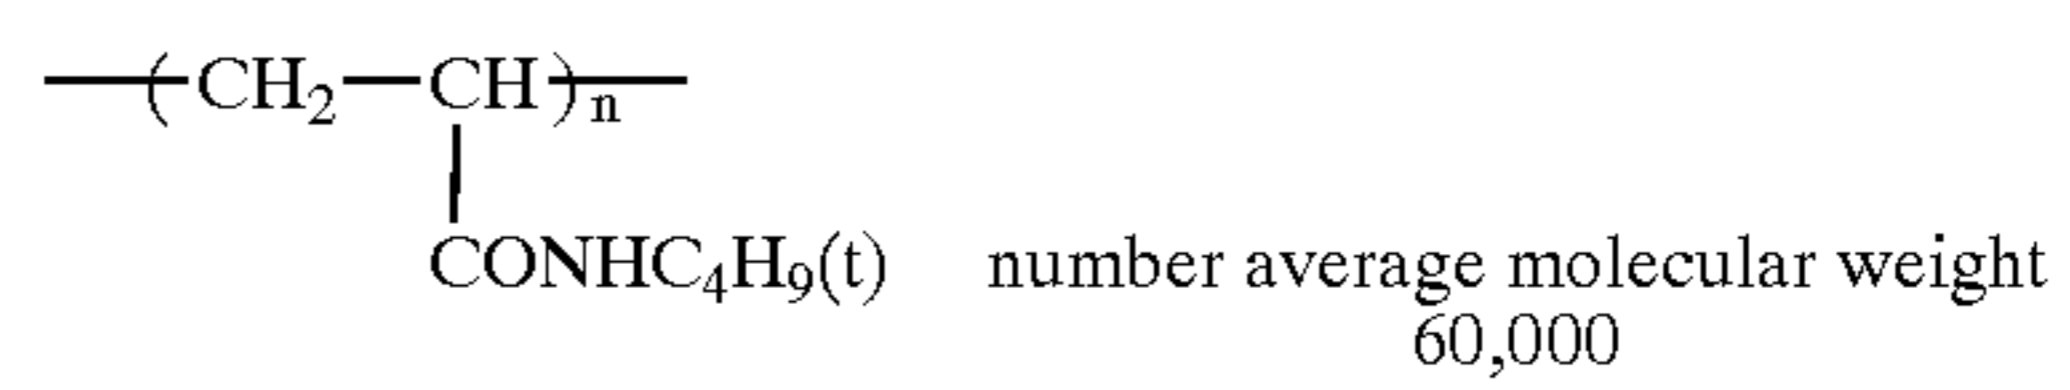 —(CH₂—CH)ₙ—
CONHC₄H₉(t) number average molecular weight
60,000